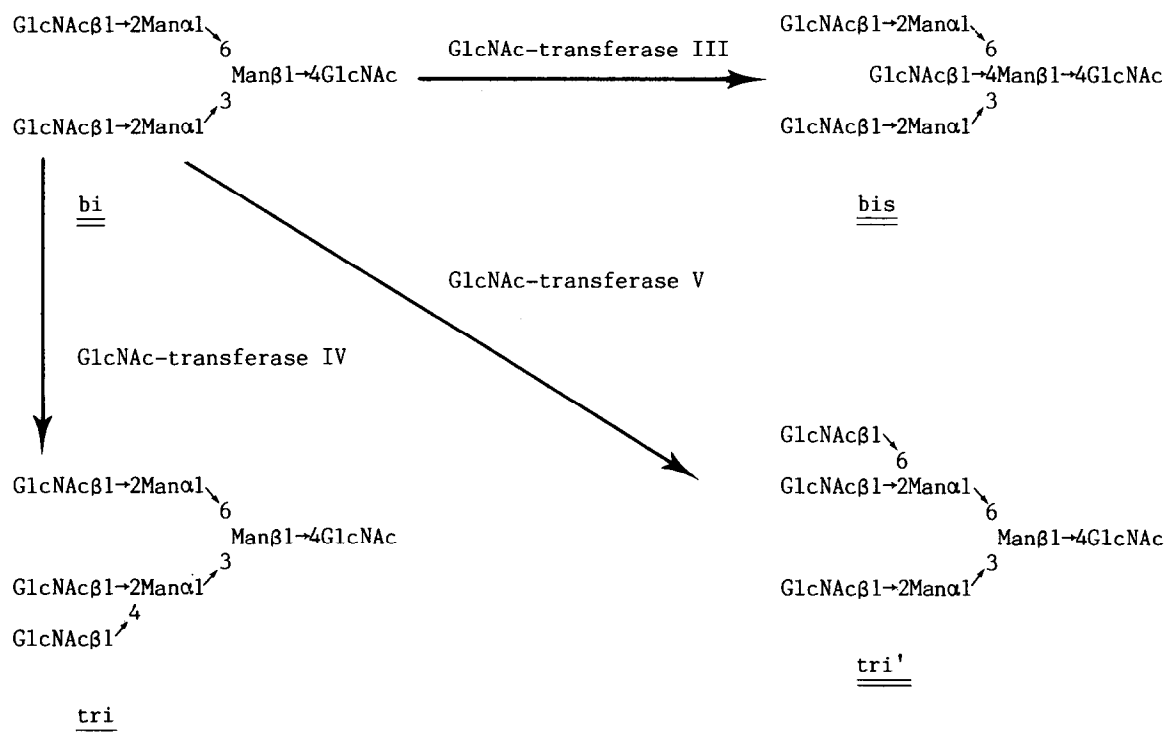 GlcNAcβ1→2Manα1↘
6
Manβ1→4GlcNAc
3
GlcNAcβ1→2Manα1↗
bi
GlcNAc-transferase III
GlcNAcβ1→2Manα1↘
6
GlcNAcβ1→4Manβ1→4GlcNAc
3
GlcNAcβ1→2Manα1↗
bis
GlcNAc-transferase V
GlcNAc-transferase IV
GlcNAcβ1→2Manα1↘
6
Manβ1→4GlcNAc
3
GlcNAcβ1→2Manα1↗
4
GlcNAcβ1↗
tri
GlcNAcβ1↘
6
GlcNAcβ1→2Manα1↘
6
Manβ1→4GlcNAc
3
GlcNAcβ1→2Manα1↗
tri'